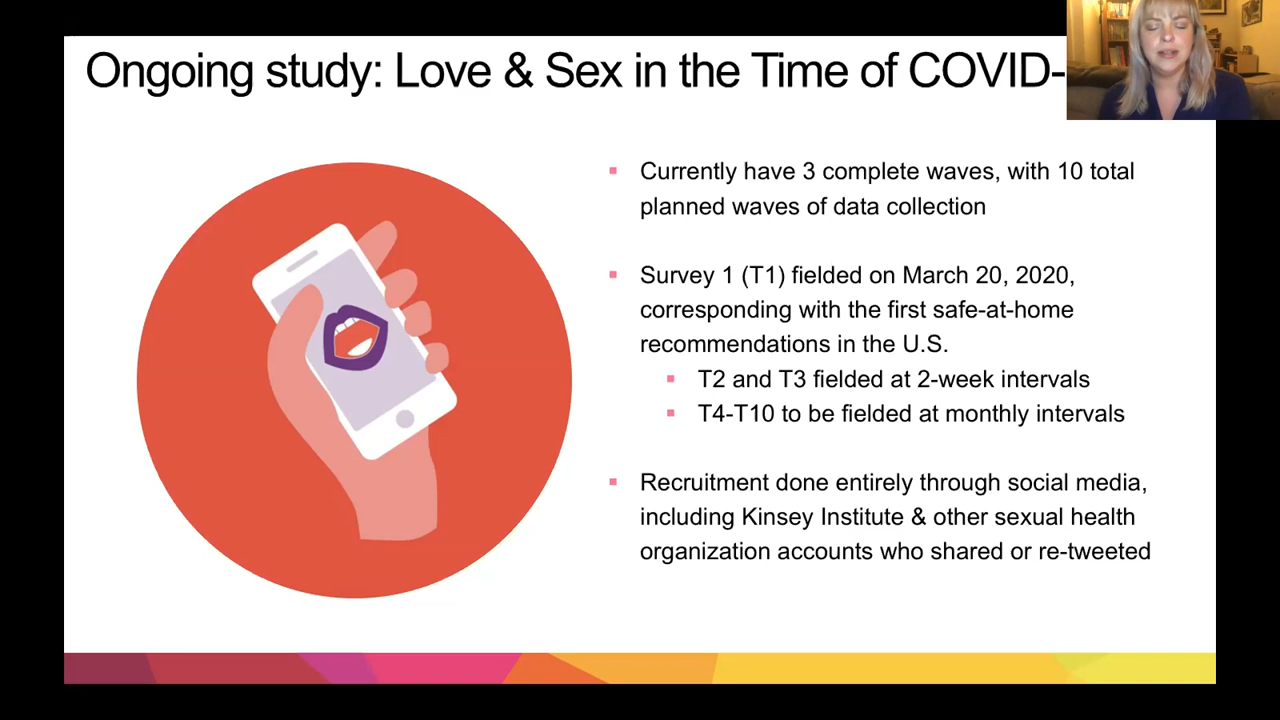 Ongoing study: Love & Sex in the Time of COVID-
▪ Currently have 3 complete waves, with 10 total
planned waves of data collection
▪ Survey 1 (T1) fielded on March 20, 2020,
corresponding with the first safe-at-home
recommendations in the U.S.
▪ T2 and T3 fielded at 2-week intervals
▪ T4-T10 to be fielded at monthly intervals
▪ Recruitment done entirely through social media,
including Kinsey Institute & other sexual health
organization accounts who shared or re-tweeted